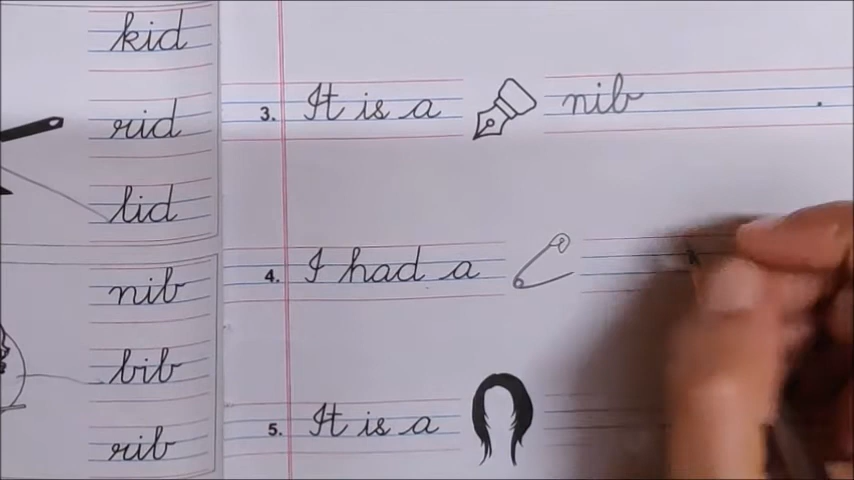 kid
rid
lid
nib
bib
rib
3. It is a nib .
4. I had a
5. It is a